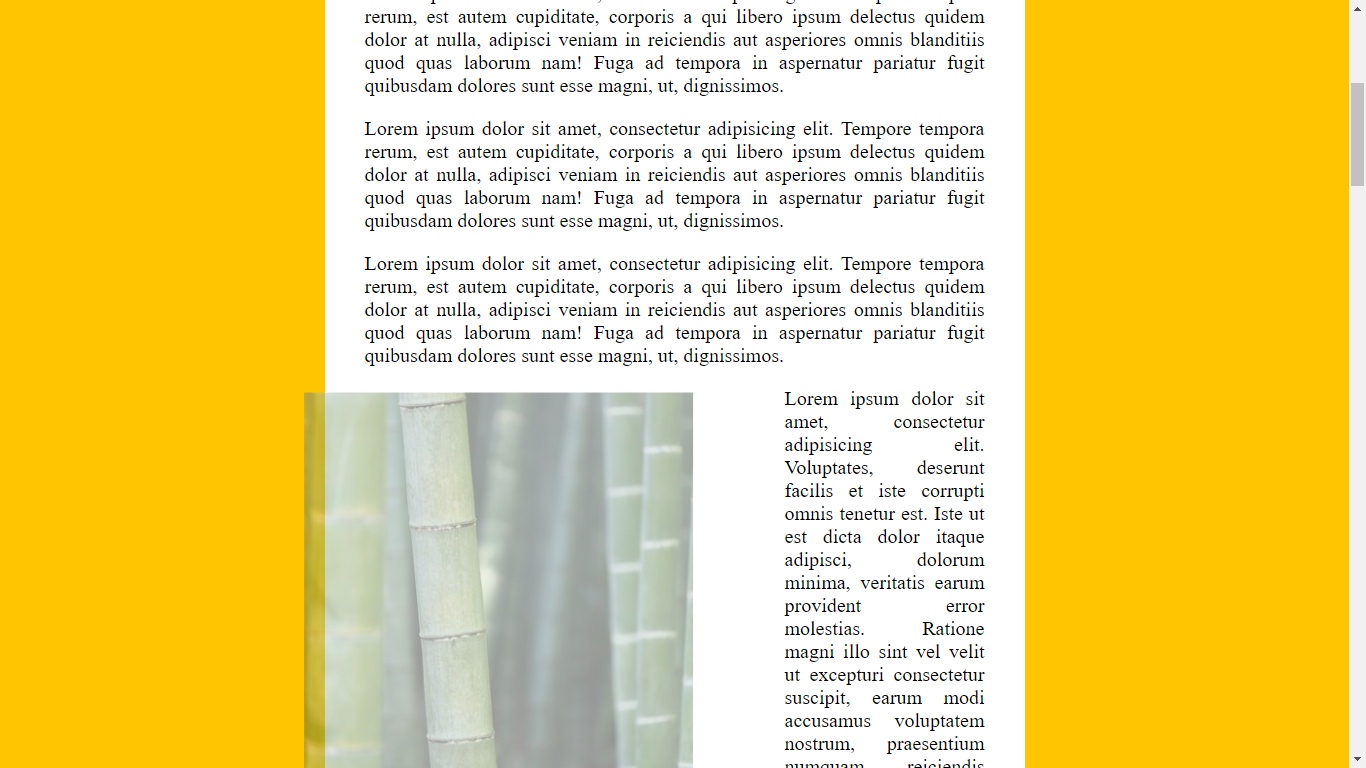 rerum, est autem cupiditate, corporis a qui libero ipsum delectus quidem
dolor at nulla, adipisci veniam in reiciendis aut asperiores omnis blanditiis
quod quas laborum nam! Fuga ad tempora in aspernatur pariatur fugit
quibusdam dolores sunt esse magni, ut, dignissimos.
Lorem ipsum dolor sit amet, consectetur adipisicing elit. Tempore tempora
rerum, est autem cupiditate, corporis a qui libero ipsum delectus quidem
dolor at nulla, adipisci veniam in reiciendis aut asperiores omnis blanditiis
quod quas laborum nam! Fuga ad tempora in aspernatur pariatur fugit
quibusdam dolores sunt esse magni, ut, dignissimos.
Lorem ipsum dolor sit amet, consectetur adipisicing elit. Tempore tempora
rerum, est autem cupiditate, corporis a qui libero ipsum delectus quidem
dolor at nulla, adipisci veniam in reiciendis aut asperiores omnis blanditiis
quod quas laborum nam! Fuga ad tempora in aspernatur pariatur fugit
quibusdam dolores sunt esse magni, ut, dignissimos.
Lorem ipsum dolor sit
amet, consectetur
adipisicing elit.
Voluptates, deserunt
facilis et iste corrupti
omnis tenetur est. Iste ut
est dicta dolor itaque
adipisci, dolorum
minima, veritatis earum
provident error
molestias. Ratione
magni illo sint vel velit
ut excepturi consectetur
suscipit, earum modi
accusamus voluptatem
nostrum, praesentium
numquam reiciendis